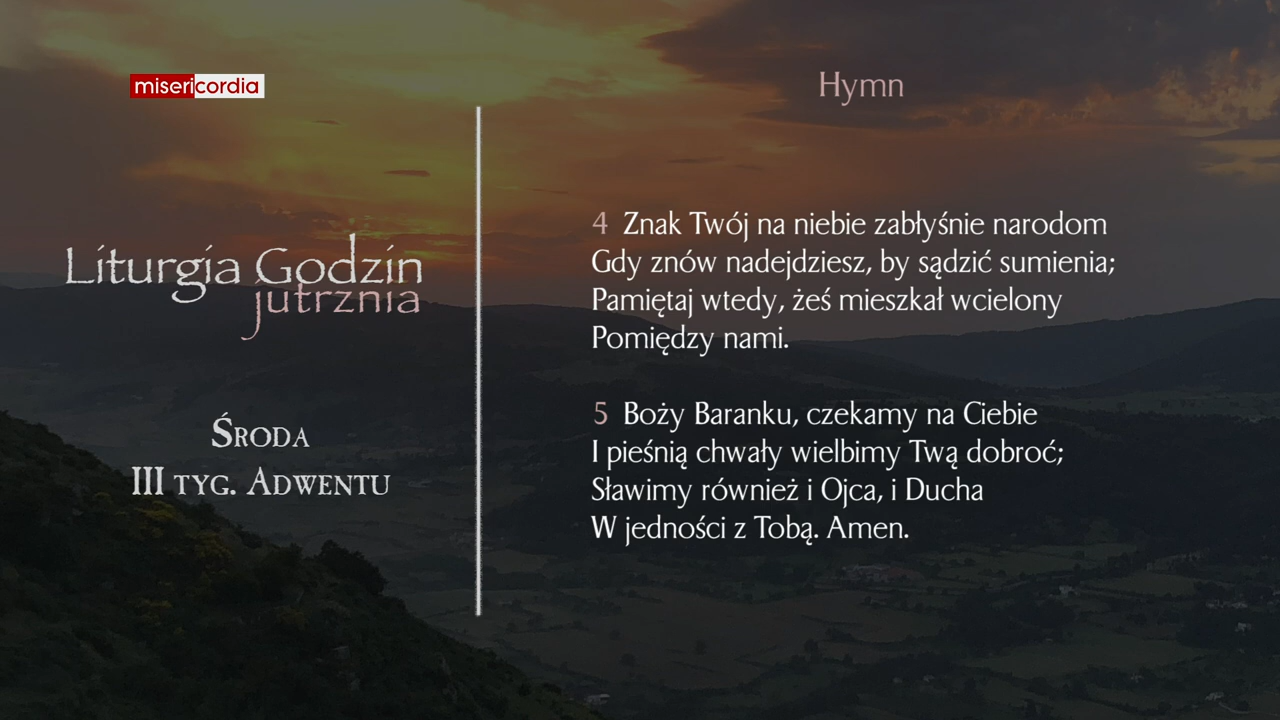 misericordia
Liturgia Godzin
jutrznia
Środa
III tyg. Adwentu
Hymn
4 Znak Twój na niebie zabłyśnie narodom
Gdy znów nadejdziesz, by sądzić sumienia;
Pamiętaj wtedy, żeś mieszkał wcielony
Pomiędzy nami.
5 Boży Baranku, czekamy na Ciebie
I pieśnią chwały wielbimy Twą dobroć;
Sławimy również i Ojca, i Ducha
W jedności z Tobą. Amen.